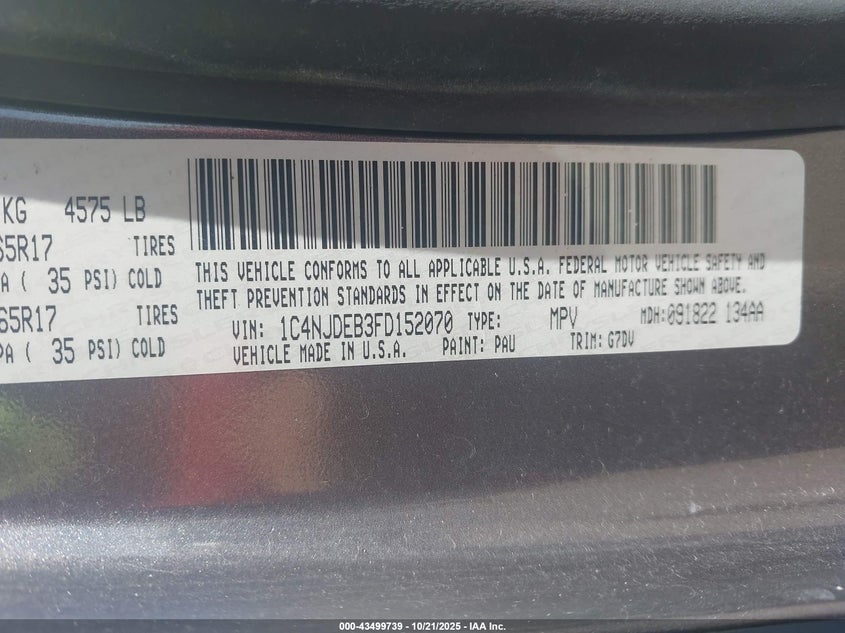 KG 4575 LB
65R17 TIRES
PA ( 35 PSI) COLD
65R17 TIRES
PA ( 35 PSI) COLD
THIS VEHICLE CONFORMS TO ALL APPLICABLE U.S.A. FEDERAL MOTOR VEHICLE SAFETY AND
THEFT PREVENTION STANDARDS IN EFFECT ON THE DATE OF MANUFACTURE SHOWN ABOVE.
VIN: 1C4NJDEB3FD152070 TYPE: MPV MDH: 091822 134AA
VEHICLE MADE IN U.S.A. PAINT: PAU TRIM: G7DV
000-43499739 - 10/21/2025 - IAA Inc.